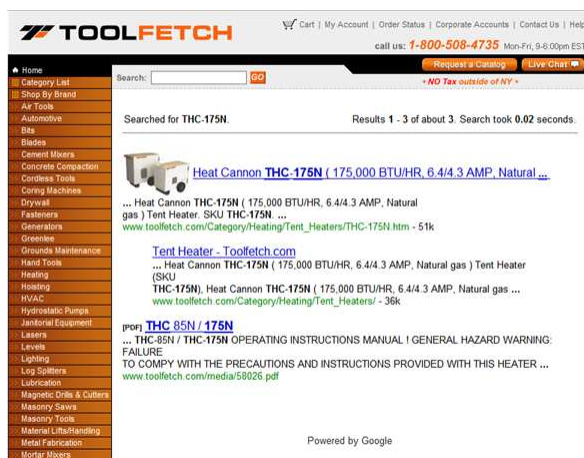 TOOLFETCH
Cart | My Account | Order Status | Corporate Accounts | Contact Us | Help
call us: 1-800-508-4735 Mon-Fri, 9-6:00pm EST
Request a Catalog Live Chat
Home
Search: GO
• NO Tax outside of NY •
Category List
Shop By Brand
Air Tools
Automotive
Bits
Blades
Cement Mixers
Concrete Compaction
Cordless Tools
Coring Machines
Drywall
Fasteners
Generators
Greenlee
Grounds Maintenance
Hand Tools
Heating
Hoisting
HVAC
Hydrostatic Pumps
Janitorial Equipment
Lasers
Levels
Lighting
Log Splitters
Lubrication
Magnetic Drills & Cutters
Masonry Saws
Masonry Tools
Material Lifts/Handling
Metal Fabrication
Mortar Mixers
Searched for THC-175N. Results 1 - 3 of about 3. Search took 0.02 seconds.
Heat Cannon THC-175N ( 175,000 BTU/HR, 6.4/4.3 AMP, Natural ...
... Heat Cannon THC-175N ( 175,000 BTU/HR, 6.4/4.3 AMP, Natural
gas ) Tent Heater. SKU THC-175N. ...
www.toolfetch.com/Category/Heating/Tent_Heaters/THC-175N.htm - 51k
Tent Heater - Toolfetch.com
... Heat Cannon THC-175N ( 175,000 BTU/HR, 6.4/4.3 AMP, Natural gas ) Tent Heater
(SKU
THC-175N), Heat Cannon THC-175N ( 175,000 BTU/HR, 6.4/4.3 AMP, Natural gas ...
www.toolfetch.com/Category/Heating/Tent_Heaters/ - 36k
[PDF] THC 85N / 175N
... THC-85N / THC-175N OPERATING INSTRUCTIONS MANUAL ! GENERAL HAZARD WARNING:
FAILURE
TO COMPY WITH THE PRECAUTIONS AND INSTRUCTIONS PROVIDED WITH THIS HEATER ...
www.toolfetch.com/media/58026.pdf
Powered by Google